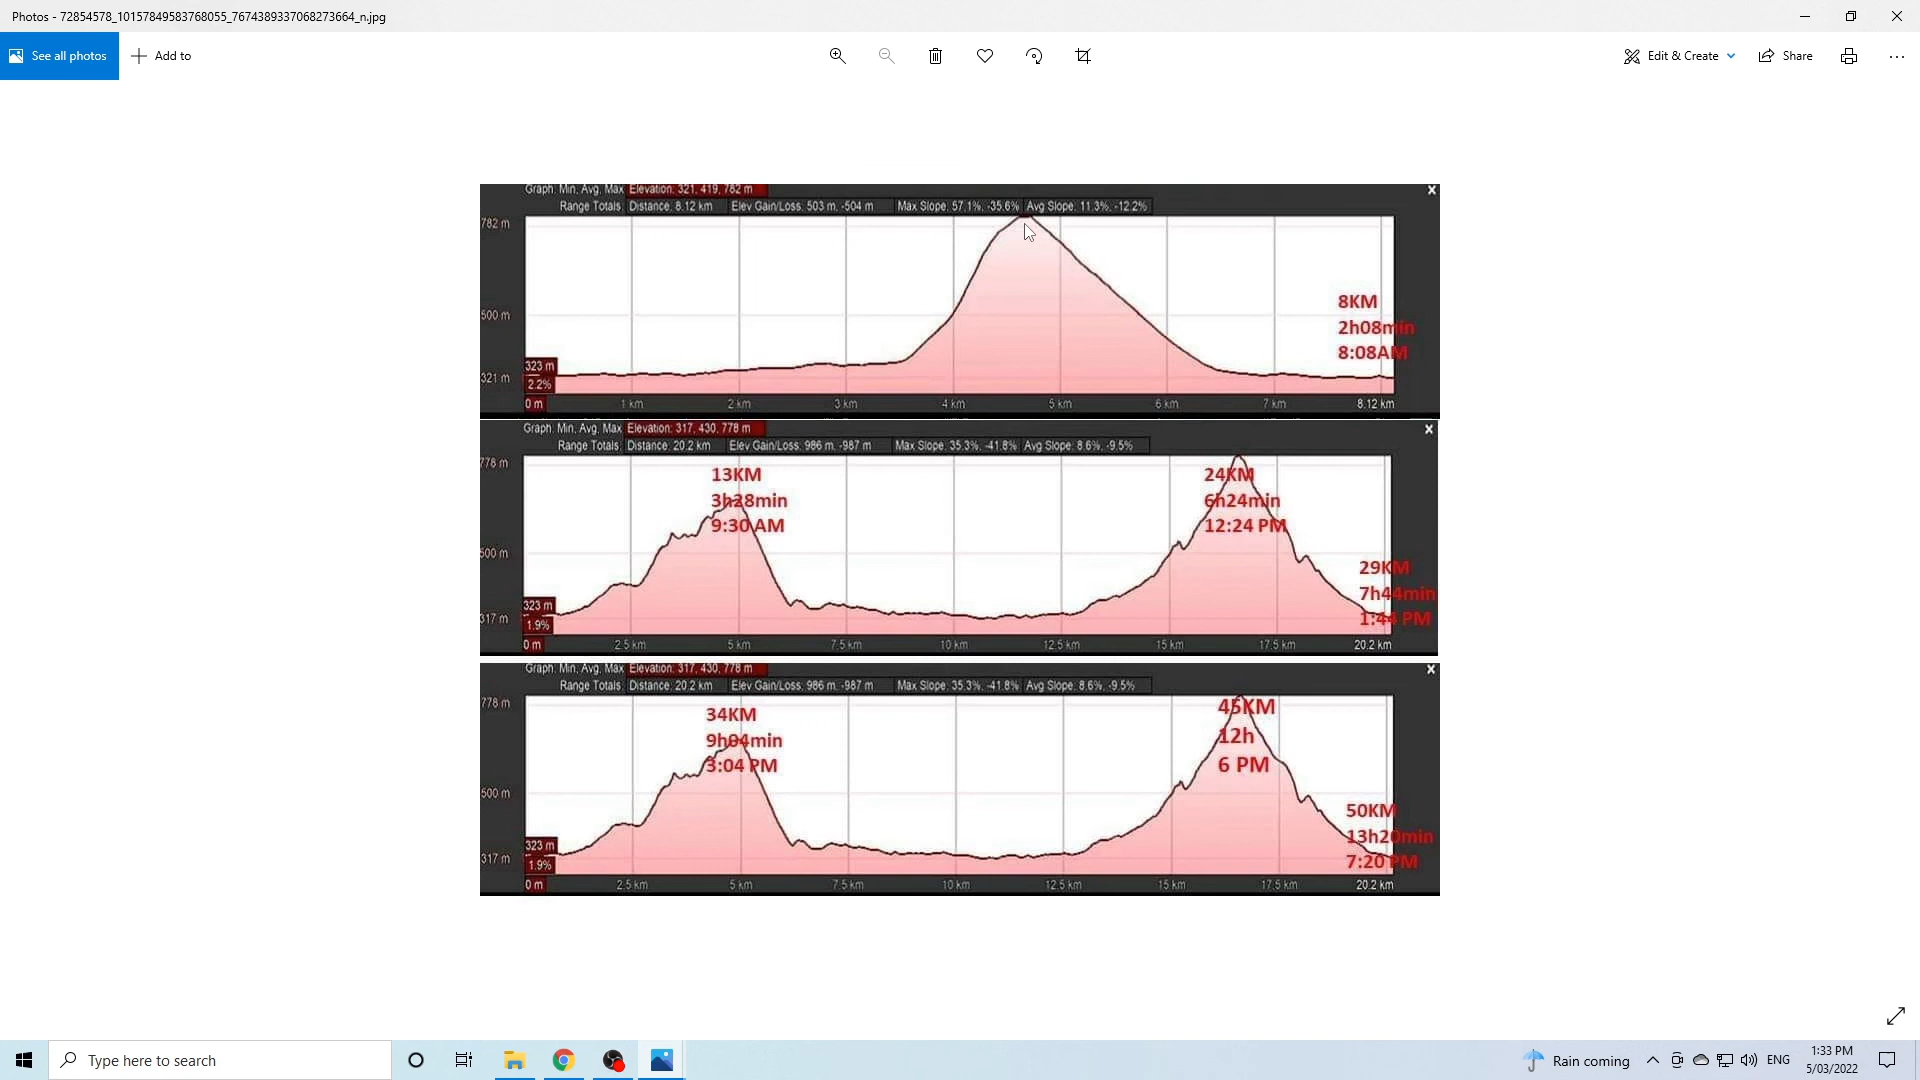 Photos - 72854578_10157849583768055_7674389337068273664_n.jpg
See all photos
Add to
Edit & Create
Share
Graph: Min, Avg, Max Elevation: 321, 419, 782 m
Range Totals: Distance: 8.12 km Elev Gain/Loss: 503 m, -504 m Max Slope: 57.1%, -35.6% Avg Slope: 11.3%, -12.2%
782 m
500 m
321 m
323 m
2.2%
8KM
2h08min
8:08AM
0 m 1 km 2 km 3 km 4 km 5 km 6 km 7 km 8.12 km
Graph: Min, Avg, Max Elevation: 317, 430, 778 m
Range Totals: Distance: 20.2 km Elev Gain/Loss: 986 m, -987 m Max Slope: 35.3%, -41.8% Avg Slope: 8.6%, -9.5%
778 m
500 m
317 m
323 m
1.9%
13KM
3h28min
9:30 AM
24KM
6h24min
12:24 PM
29KM
7h44min
1:44 PM
0 m 2.5 km 5 km 7.5 km 10 km 12.5 km 15 km 17.5 km 20.2 km
Graph: Min, Avg, Max Elevation: 317, 430, 778 m
Range Totals: Distance: 20.2 km Elev Gain/Loss: 986 m, -987 m Max Slope: 35.3%, -41.8% Avg Slope: 8.6%, -9.5%
778 m
500 m
317 m
323 m
1.9%
34KM
9h04min
3:04 PM
45KM
12h
6 PM
50KM
13h20min
7:20 PM
0 m 2.5 km 5 km 7.5 km 10 km 12.5 km 15 km 17.5 km 20.2 km
Type here to search
Rain coming
ENG
1:33 PM
5/03/2022